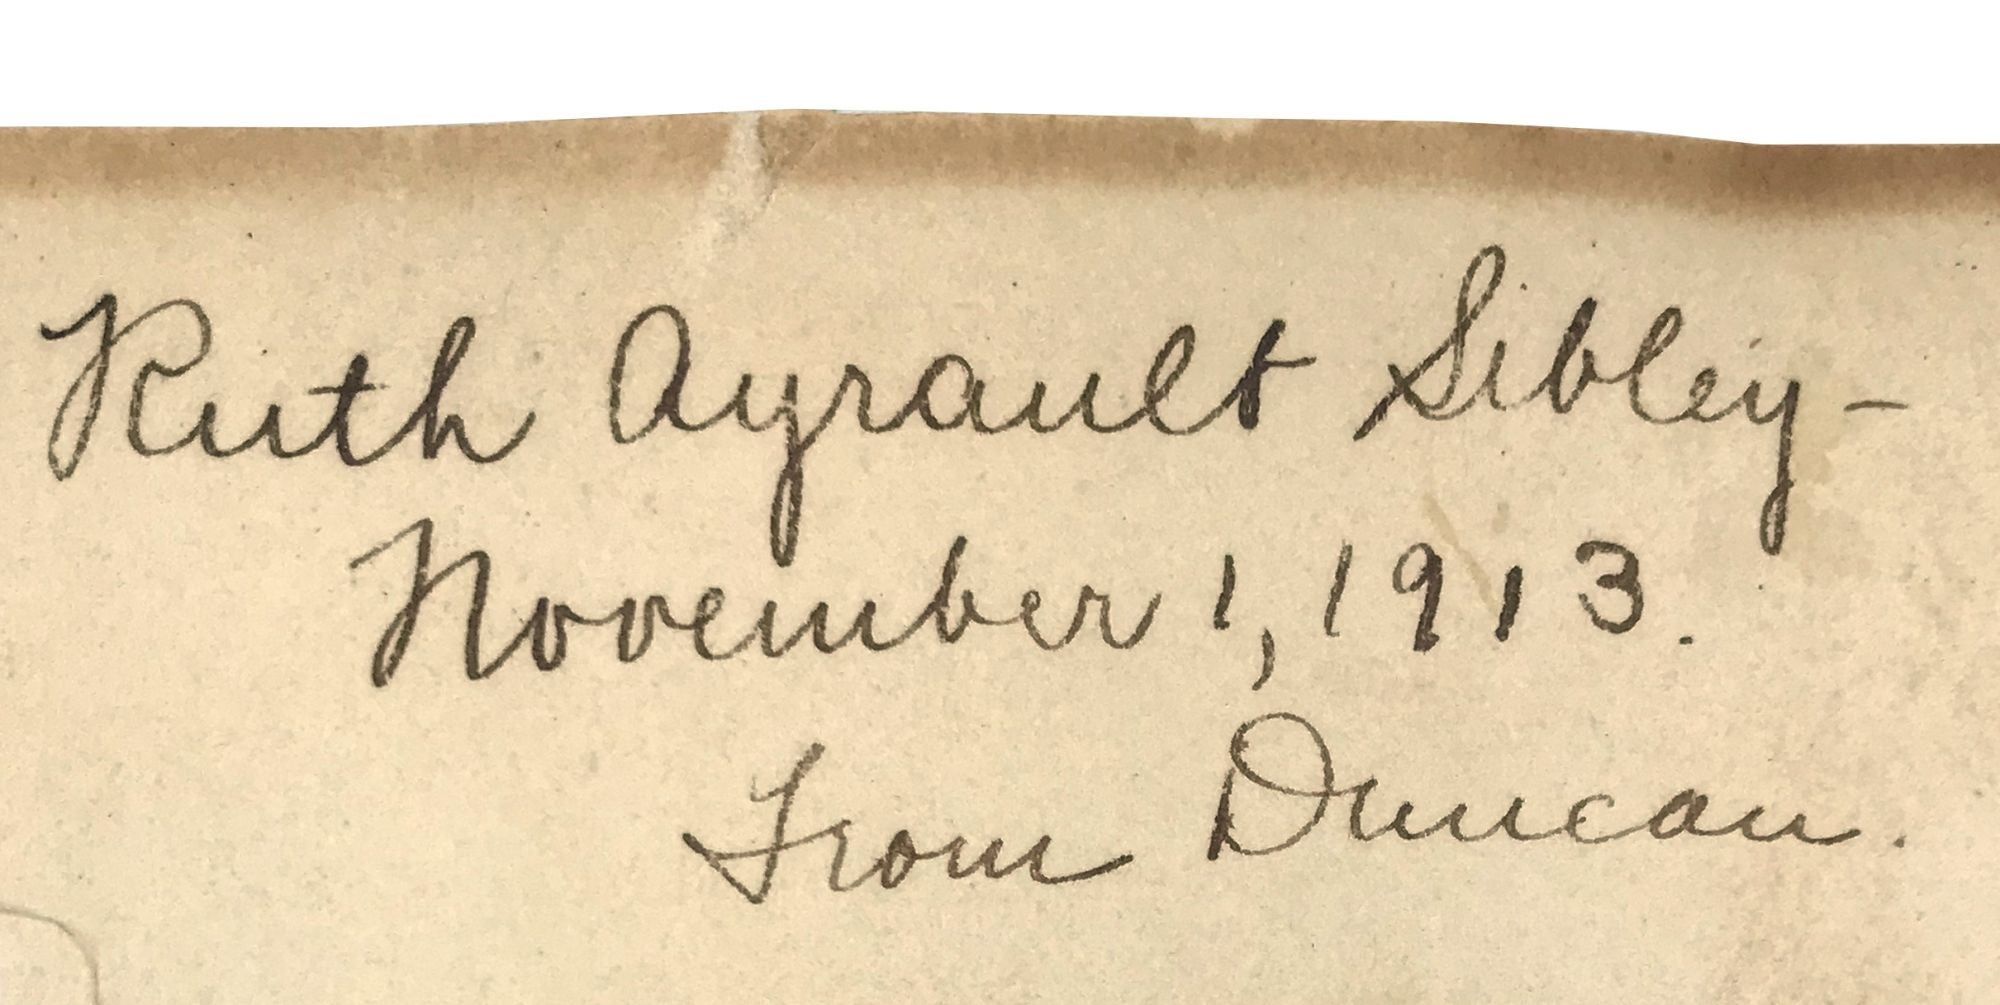 Ruth Ayrault Sibley –
November 1, 1913.
From Duncan.